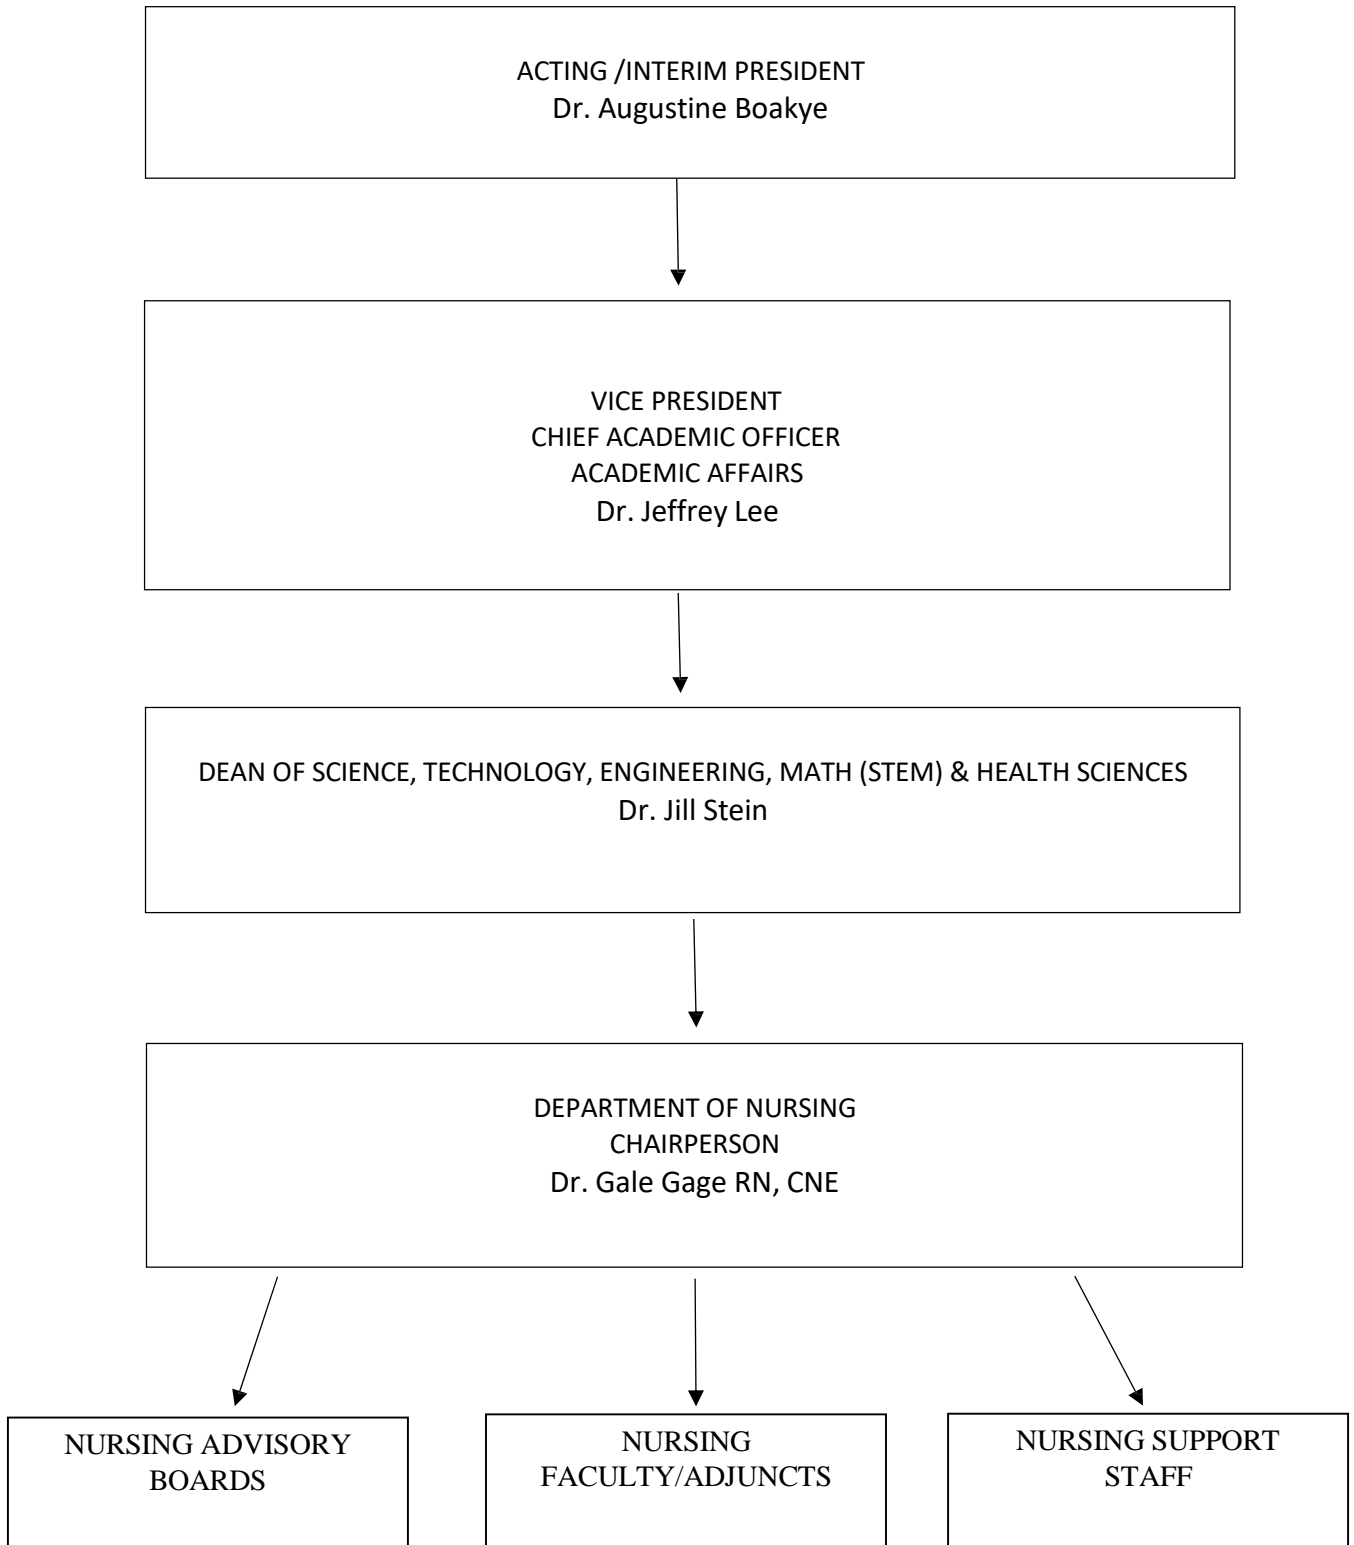 ACTING /INTERIM PRESIDENT
Dr. Augustine Boakye
VICE PRESIDENT
CHIEF ACADEMIC OFFICER
ACADEMIC AFFAIRS
Dr. Jeffrey Lee
DEAN OF SCIENCE, TECHNOLOGY, ENGINEERING, MATH (STEM) & HEALTH SCIENCES
Dr. Jill Stein
DEPARTMENT OF NURSING
CHAIRPERSON
Dr. Gale Gage RN, CNE
NURSING ADVISORY
BOARDS
NURSING
FACULTY/ADJUNCTS
NURSING SUPPORT
STAFF